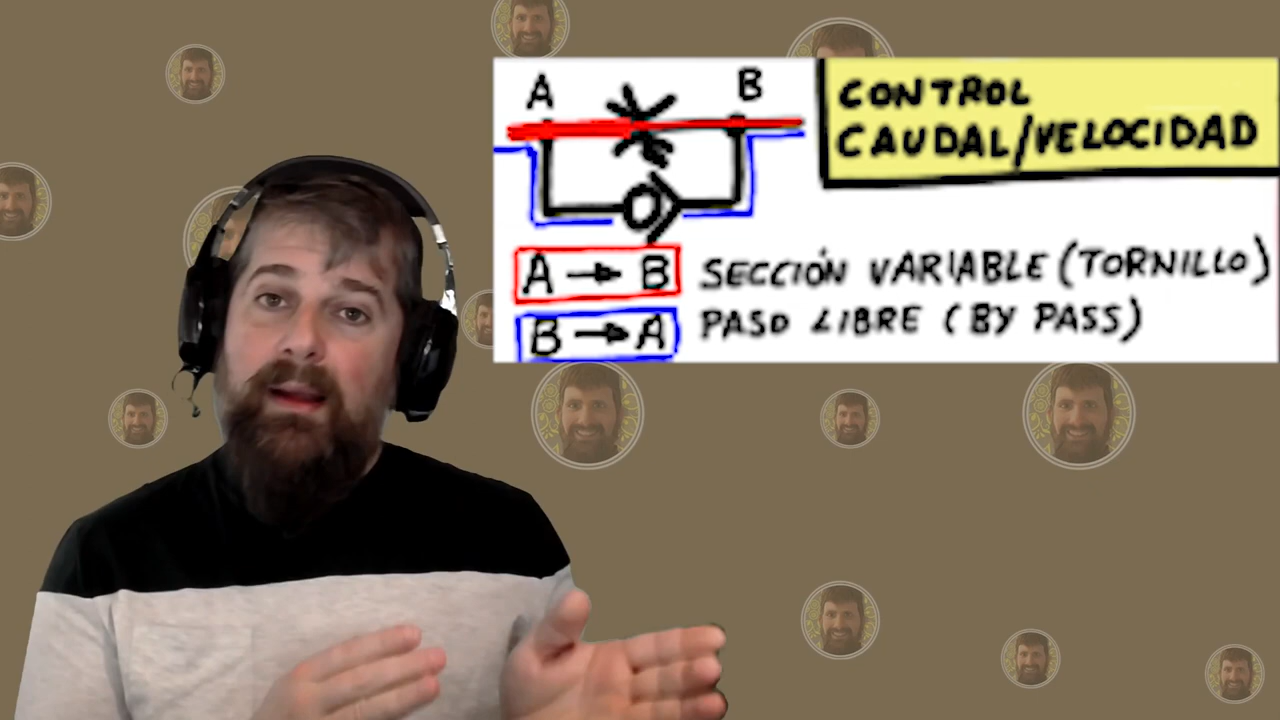 A B
CONTROL
CAUDAL/VELOCIDAD
A → B SECCIÓN VARIABLE (TORNILLO)
B → A PASO LIBRE (BY PASS)